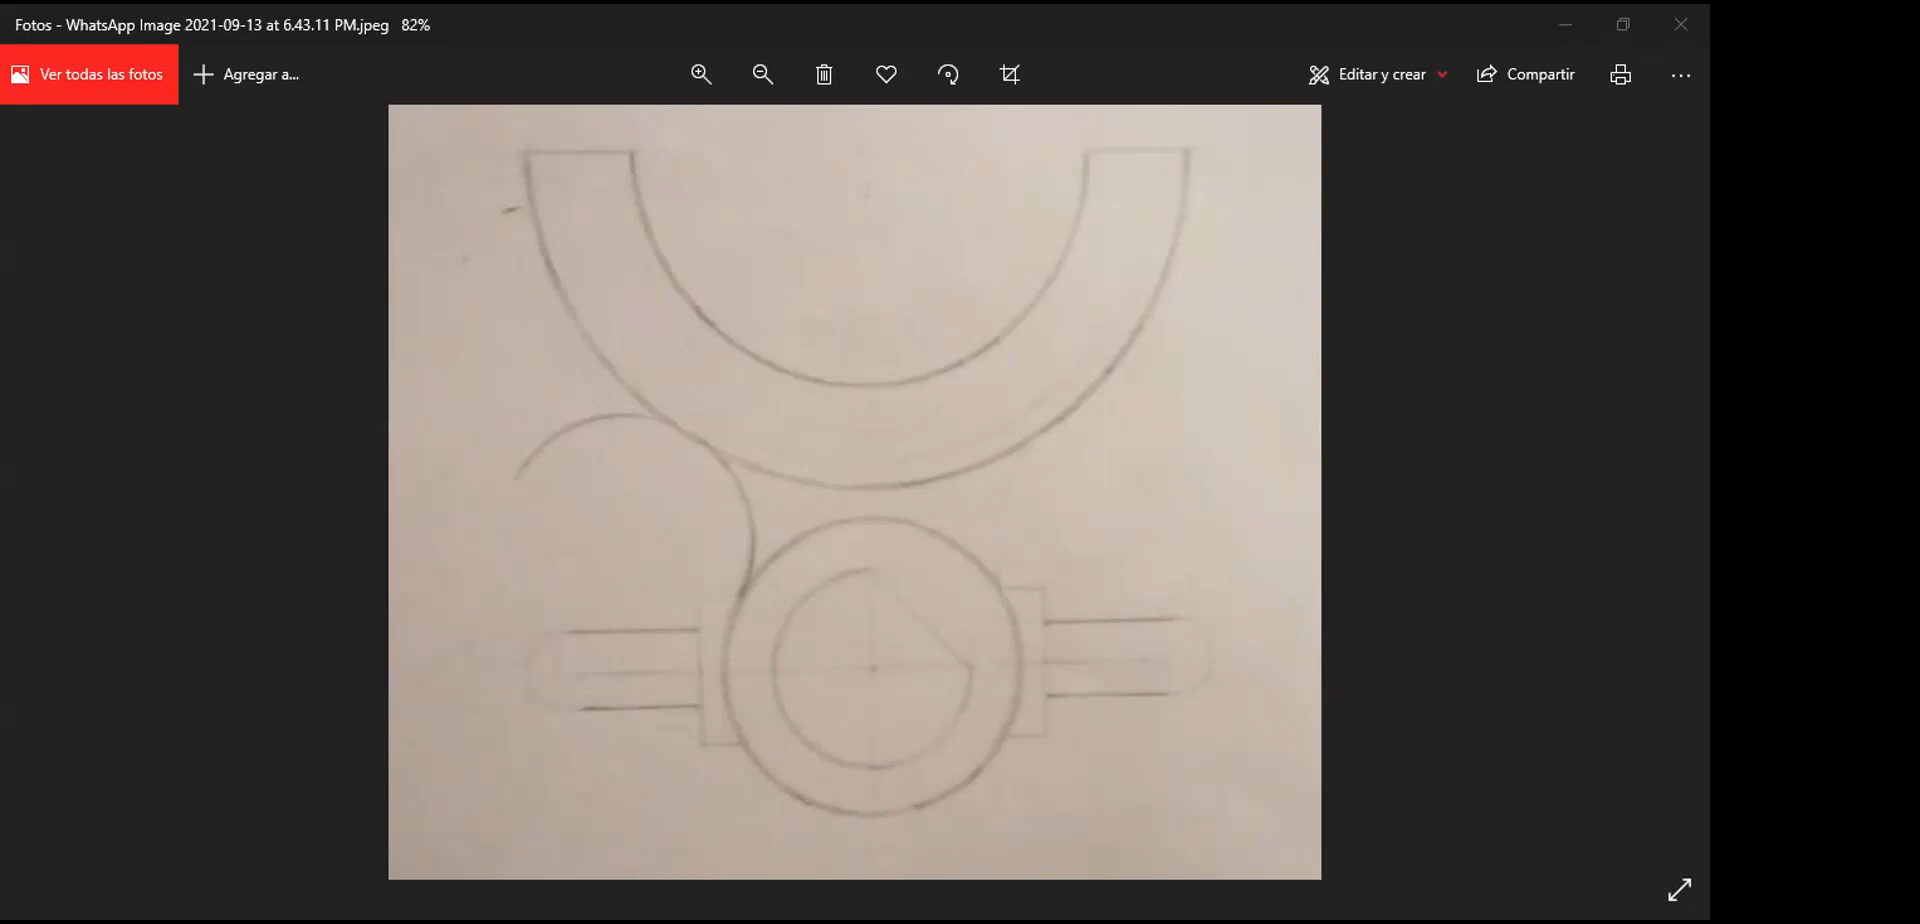 Fotos - WhatsApp Image 2021-09-13 at 6.43.11 PM.jpeg 82%
Ver todas las fotos
Agregar a...
Editar y crear
Compartir